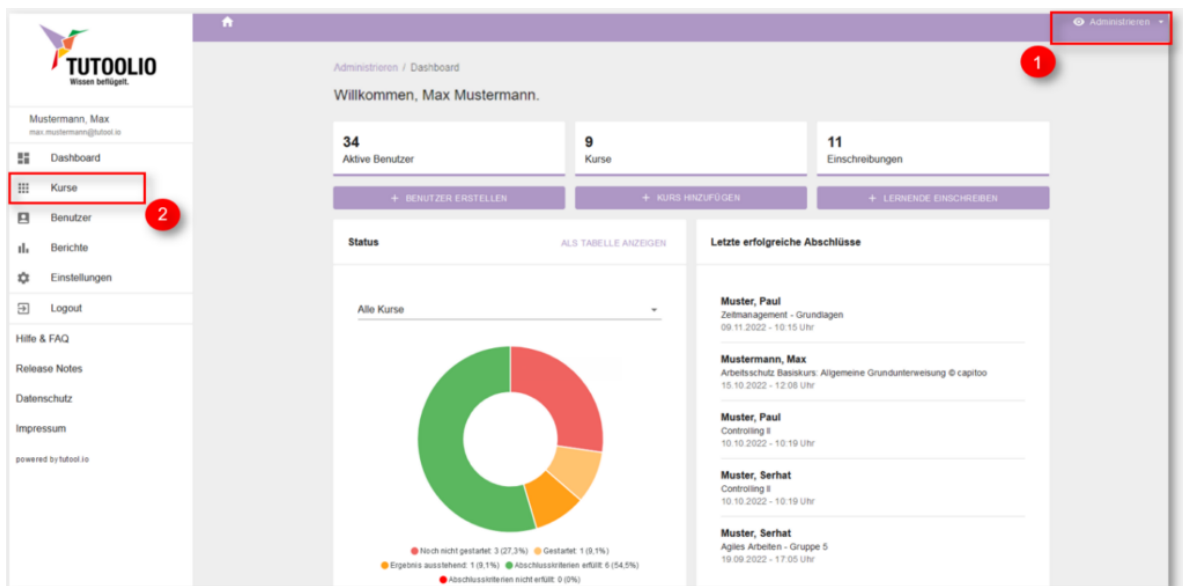 TUTOOLIO
Wissen beflügelt.
Mustermann, Max
max.mustermann@tutool.io
Dashboard
Kurse
2
Benutzer
Berichte
Einstellungen
Logout
Hilfe & FAQ
Release Notes
Datenschutz
Impressum
powered by tutool.io
Administrieren
1
Administrieren / Dashboard
Willkommen, Max Mustermann.
34
Aktive Benutzer
9
Kurse
11
Einschreibungen
+ BENUTZER ERSTELLEN
+ KURS HINZUFÜGEN
+ LERNENDE EINSCHREIBEN
Status
ALS TABELLE ANZEIGEN
Alle Kurse
Noch nicht gestartet: 3 (27,3%) Gestartet: 1 (9,1%)
Ergebnis ausstehend: 1 (9,1%) Abschlusskriterien erfüllt: 6 (54,5%)
Abschlusskriterien nicht erfüllt: 0 (0%)
Letzte erfolgreiche Abschlüsse
Muster, Paul
Zeitmanagement - Grundlagen
09.11.2022 - 10:15 Uhr
Mustermann, Max
Arbeitsschutz Basiskurs: Allgemeine Grundunterweisung © capitoo
15.10.2022 - 12:08 Uhr
Muster, Paul
Controlling II
10.10.2022 - 10:19 Uhr
Muster, Serhat
Controlling II
10.10.2022 - 10:19 Uhr
Muster, Serhat
Agiles Arbeiten - Gruppe 5
19.09.2022 - 17:05 Uhr